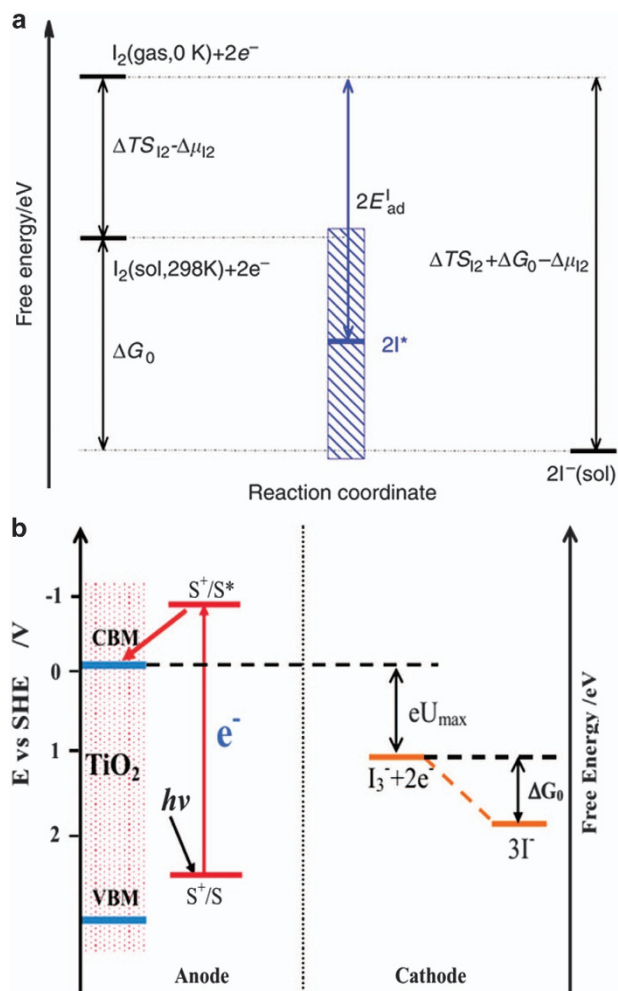 a
I₂(gas,0 K)+2e⁻
ΔTS_I2-Δμ_I2
2E^I_ad
I₂(sol,298K)+2e⁻
ΔTS_I2+ΔG₀-Δμ_I2
2I*
ΔG₀
2I⁻(sol)
Free energy/eV
Reaction coordinate
b
S⁺/S*
-1
CBM
0
E vs SHE /V
eU_max
e⁻
1
TiO₂
I₃⁻+2e⁻
hν
ΔG₀
2
3I⁻
S⁺/S
VBM
Free Energy /eV
Anode
Cathode